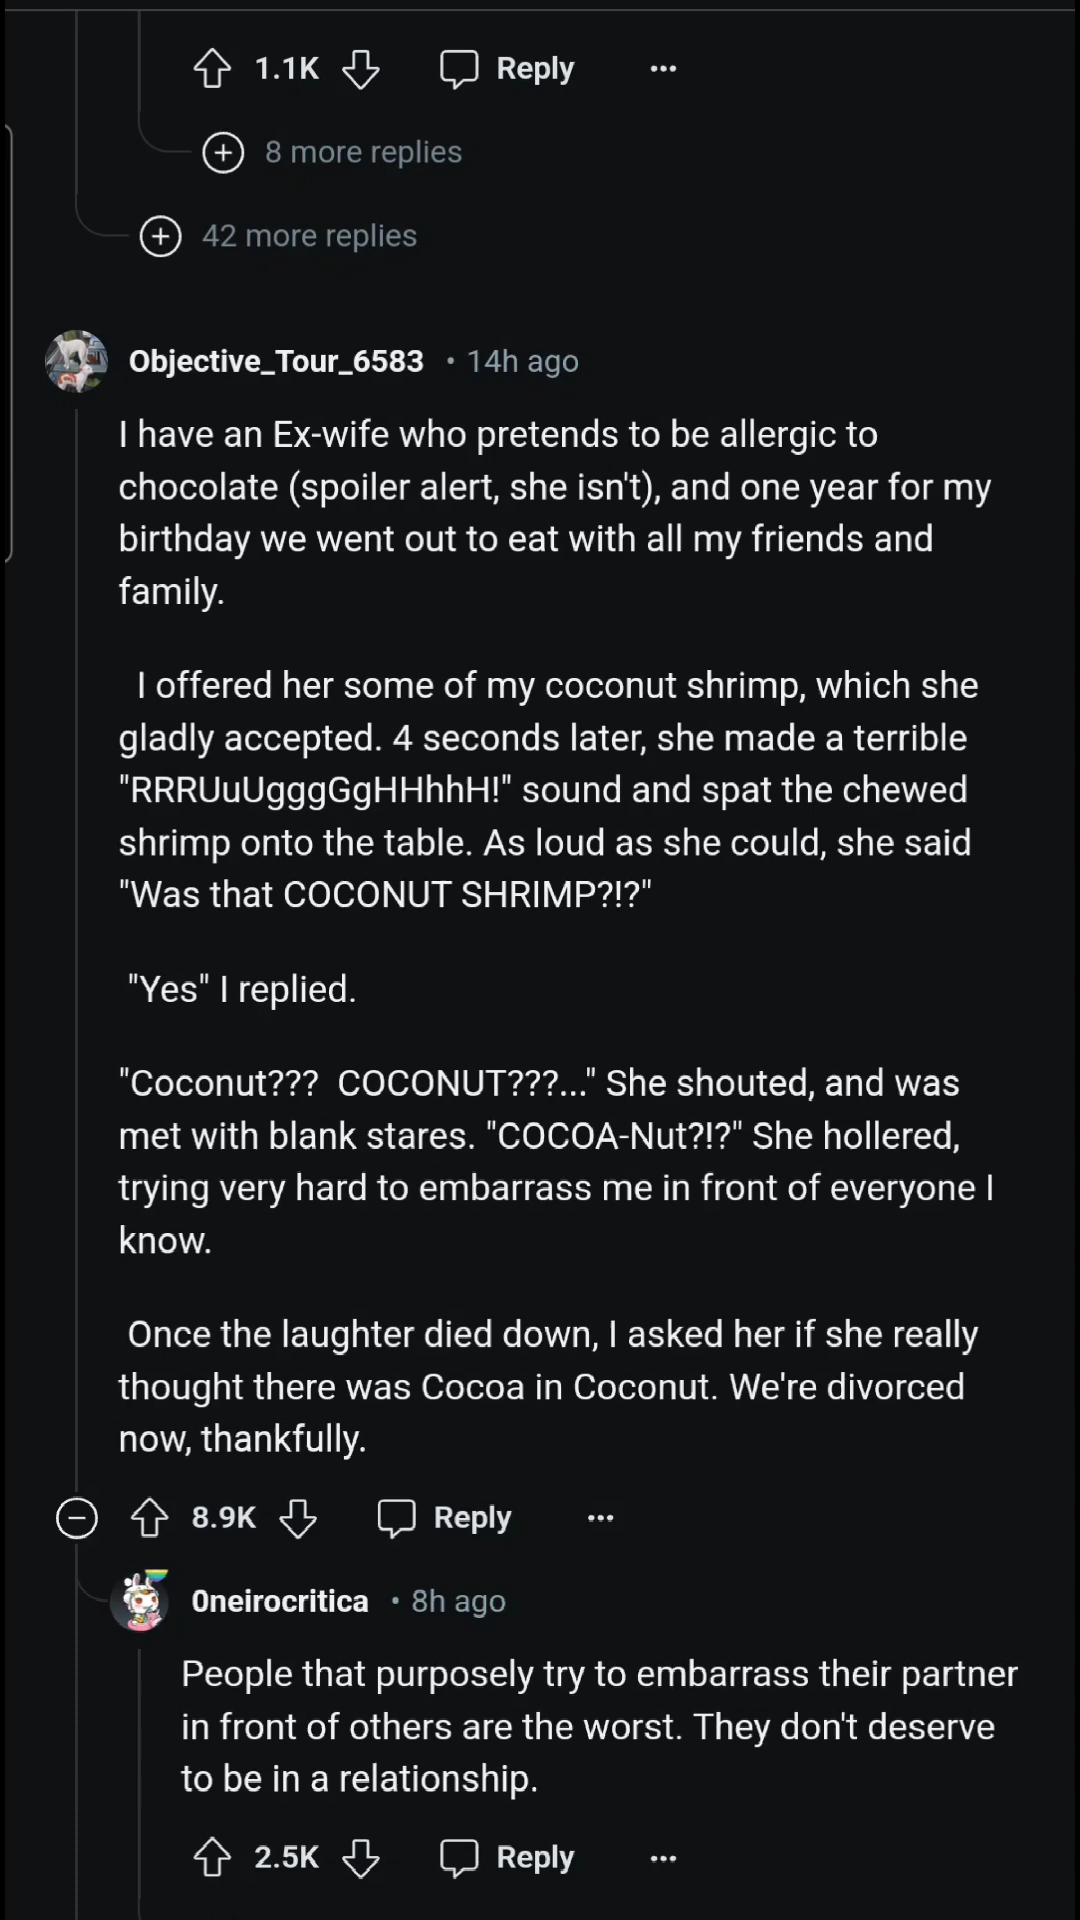 1.1K Reply ...
8 more replies
42 more replies
Objective_Tour_6583 • 14h ago
I have an Ex-wife who pretends to be allergic to
chocolate (spoiler alert, she isn't), and one year for my
birthday we went out to eat with all my friends and
family.
I offered her some of my coconut shrimp, which she
gladly accepted. 4 seconds later, she made a terrible
"RRRUuUgggGgHHhhH!" sound and spat the chewed
shrimp onto the table. As loud as she could, she said
"Was that COCONUT SHRIMP?!?"
"Yes" I replied.
"Coconut??? COCONUT???..." She shouted, and was
met with blank stares. "COCOA-Nut?!?" She hollered,
trying very hard to embarrass me in front of everyone I
know.
Once the laughter died down, I asked her if she really
thought there was Cocoa in Coconut. We're divorced
now, thankfully.
8.9K Reply ...
0neirocritica • 8h ago
People that purposely try to embarrass their partner
in front of others are the worst. They don't deserve
to be in a relationship.
2.5K Reply ...